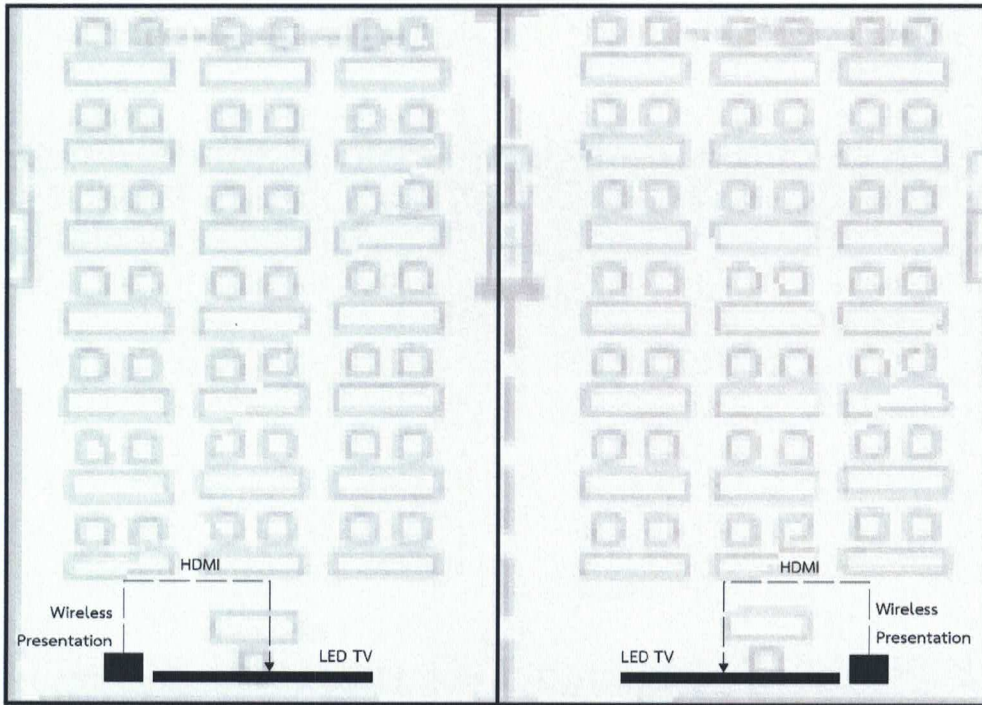 HDMI
Wireless
Presentation
LED TV
HDMI
Wireless
Presentation
LED TV